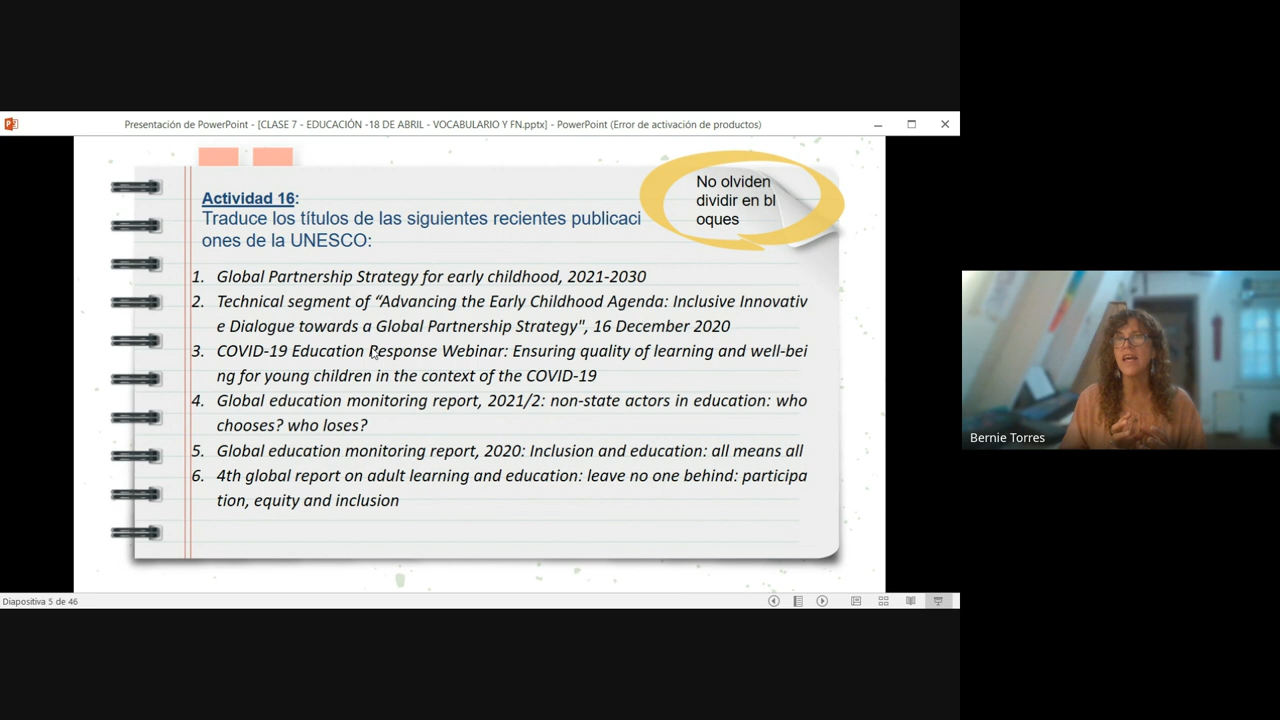 Presentación de PowerPoint - [CLASE 7 - EDUCACIÓN -18 DE ABRIL - VOCABULARIO Y FN.pptx] - PowerPoint (Error de activación de productos)
No olviden
dividir en bl
oques
Actividad 16:
Traduce los títulos de las siguientes recientes publicaci
ones de la UNESCO:
1. Global Partnership Strategy for early childhood, 2021-2030
2. Technical segment of “Advancing the Early Childhood Agenda: Inclusive Innovativ
e Dialogue towards a Global Partnership Strategy", 16 December 2020
3. COVID-19 Education Response Webinar: Ensuring quality of learning and well-bei
ng for young children in the context of the COVID-19
4. Global education monitoring report, 2021/2: non-state actors in education: who
chooses? who loses?
5. Global education monitoring report, 2020: Inclusion and education: all means all
6. 4th global report on adult learning and education: leave no one behind: participa
tion, equity and inclusion
Bernie Torres
Diapositiva 5 de 46